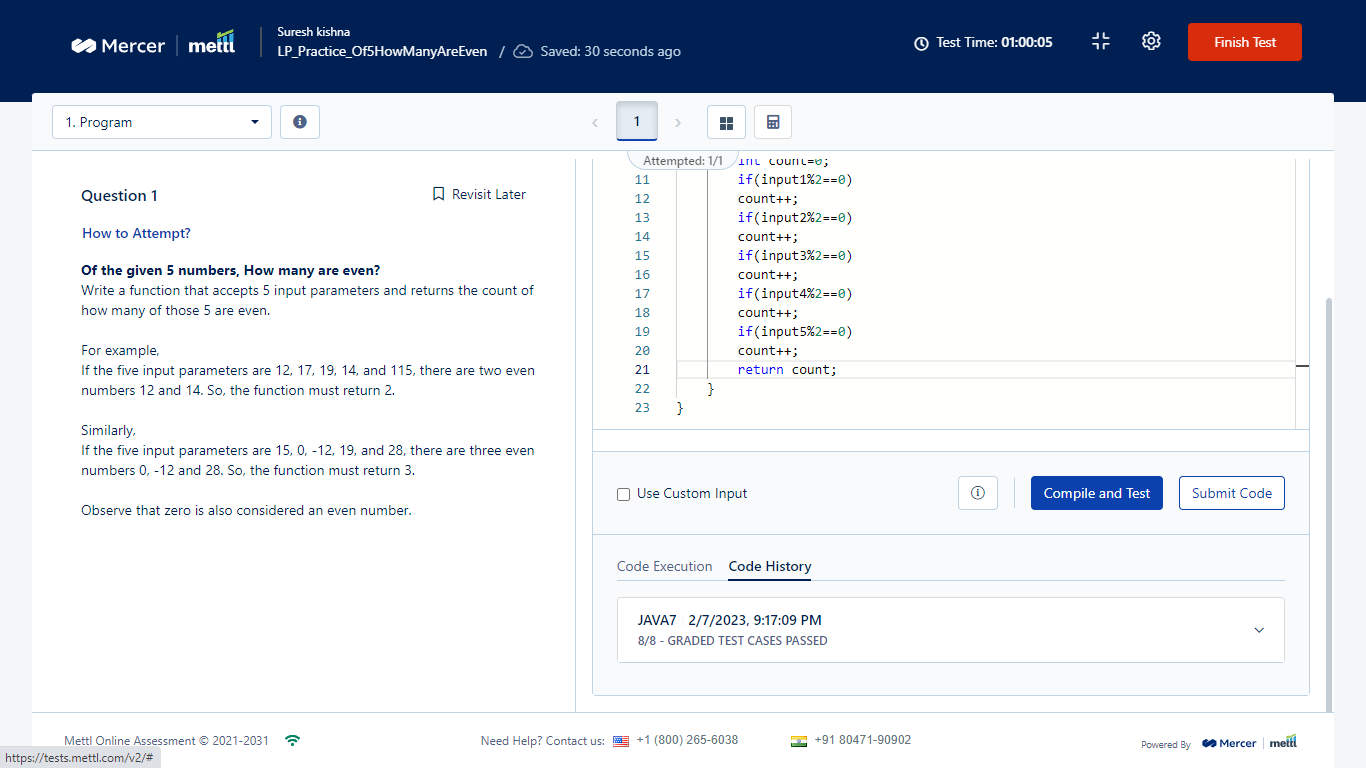 Mercer | mettl
Suresh kishna
LP_Practice_Of5HowManyAreEven / Saved: 30 seconds ago
Test Time: 01:00:05
Finish Test
1. Program
1
Attempted: 1/1
Question 1
Revisit Later
How to Attempt?
Of the given 5 numbers, How many are even?
Write a function that accepts 5 input parameters and returns the count of
how many of those 5 are even.
For example,
If the five input parameters are 12, 17, 19, 14, and 115, there are two even
numbers 12 and 14. So, the function must return 2.
Similarly,
If the five input parameters are 15, 0, -12, 19, and 28, there are three even
numbers 0, -12 and 28. So, the function must return 3.
Observe that zero is also considered an even number.
int count=0;
11 if(input1%2==0)
12 count++;
13 if(input2%2==0)
14 count++;
15 if(input3%2==0)
16 count++;
17 if(input4%2==0)
18 count++;
19 if(input5%2==0)
20 count++;
21 return count;
22 }
23 }
Use Custom Input
Compile and Test
Submit Code
Code Execution Code History
JAVA7 2/7/2023, 9:17:09 PM
8/8 - GRADED TEST CASES PASSED
Mettl Online Assessment © 2021-2031
Need Help? Contact us: +1 (800) 265-6038 +91 80471-90902
Powered By Mercer | mettl
https://tests.mettl.com/v2/#